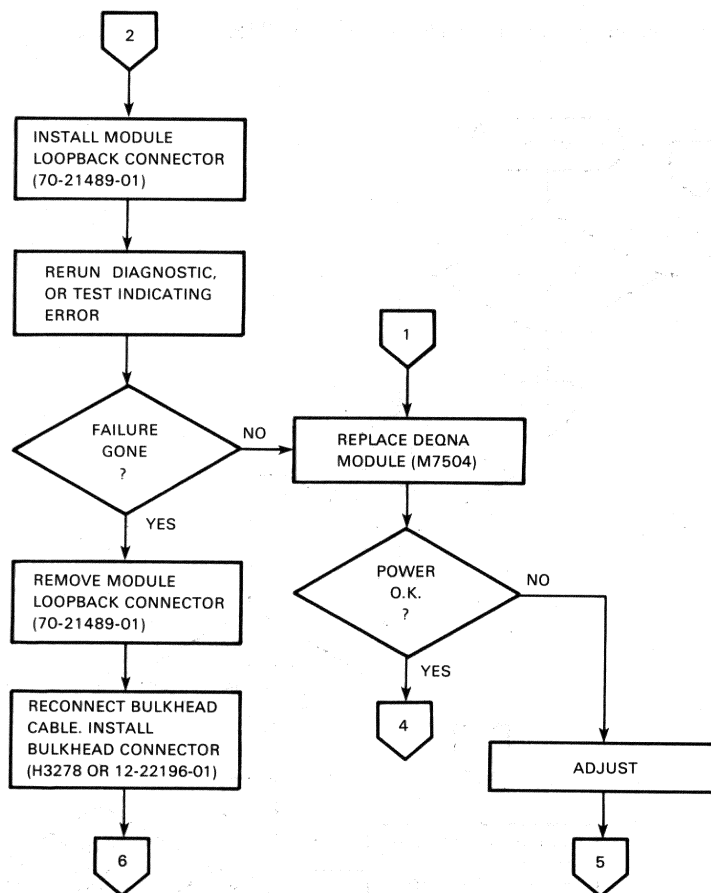 2
INSTALL MODULE
LOOPBACK CONNECTOR
(70-21489-01)
RERUN DIAGNOSTIC,
OR TEST INDICATING
ERROR
1
FAILURE
GONE
?
NO
YES
REPLACE DEQNA
MODULE (M7504)
POWER
O.K.
?
NO
YES
REMOVE MODULE
LOOPBACK CONNECTOR
(70-21489-01)
RECONNECT BULKHEAD
CABLE. INSTALL
BULKHEAD CONNECTOR
(H3278 OR 12-22196-01)
4
ADJUST
6
5